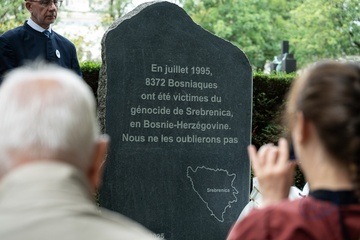 En juillet 1995,
8372 Bosniaques
ont été victimes du
génocide de Srebrenica,
en Bosnie-Herzégovine.
Nous ne les oublierons pas
Srebrenica